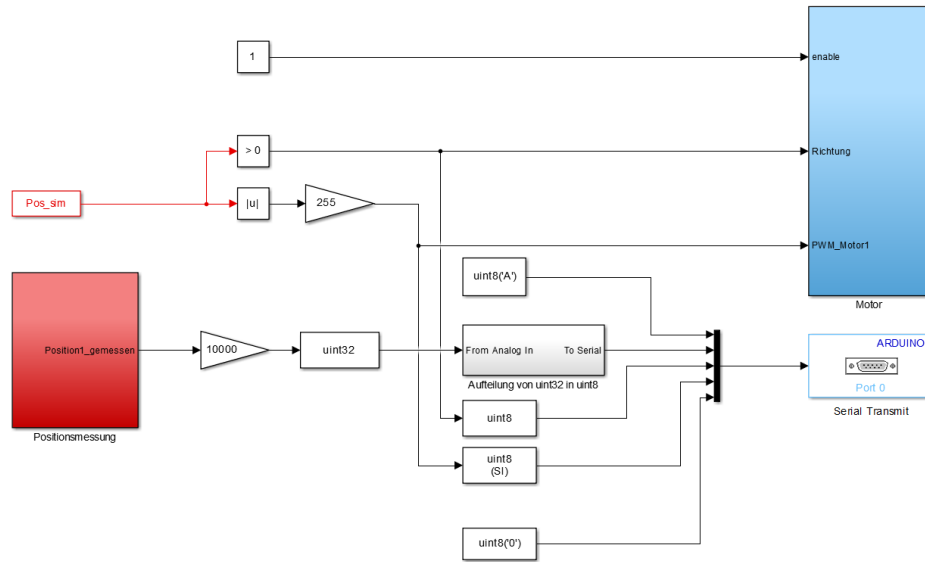 1
enable
> 0
Richtung
Pos_sim
|u|
255
PWM_Motor1
uint8('A')
Motor
Position1_gemessen
10000
uint32
From Analog In
To Serial
ARDUINO
Port 0
Aufteilung von uint32 in uint8
Serial Transmit
uint8
Positionsmessung
uint8
(SI)
uint8('0')